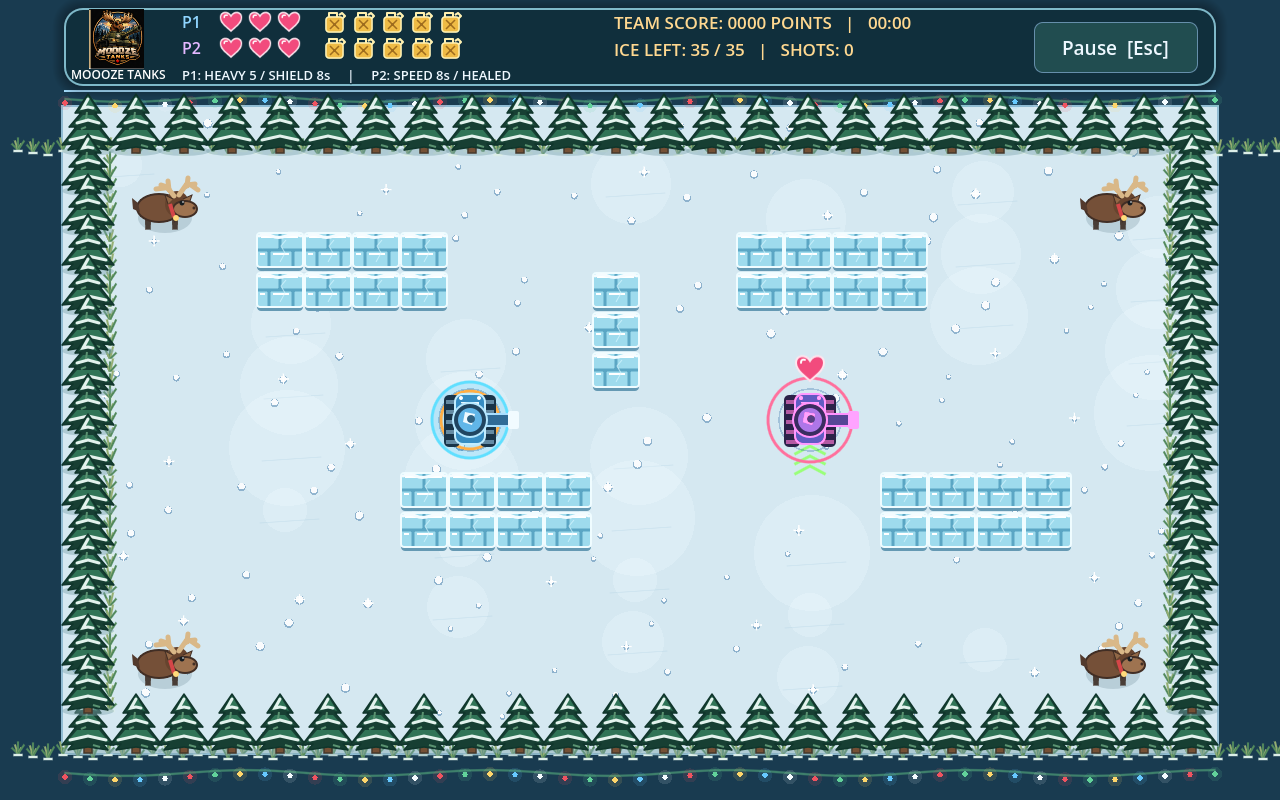 MOOOZE
TANKS
MOOOZE TANKS
P1
P2
P1: HEAVY 5 / SHIELD 8s | P2: SPEED 8s / HEALED
TEAM SCORE: 0000 POINTS | 00:00
ICE LEFT: 35 / 35 | SHOTS: 0
Pause [Esc]